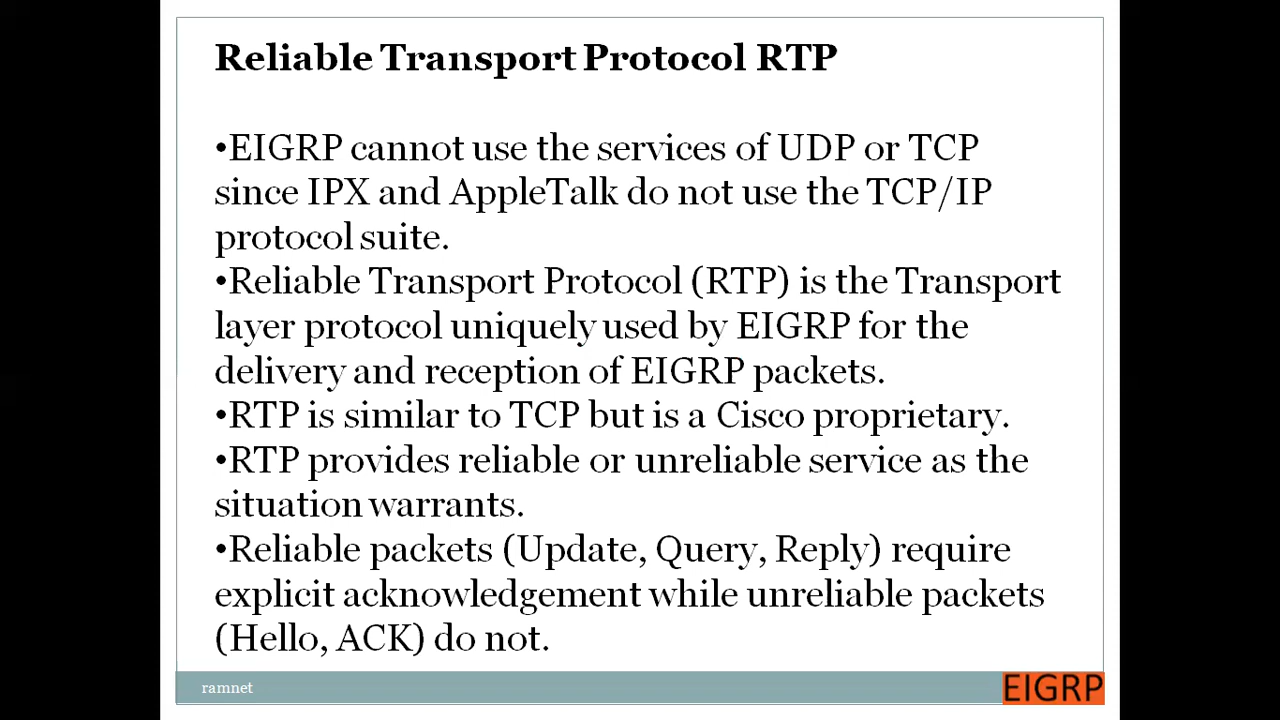 Reliable Transport Protocol RTP
•EIGRP cannot use the services of UDP or TCP
since IPX and AppleTalk do not use the TCP/IP
protocol suite.
•Reliable Transport Protocol (RTP) is the Transport
layer protocol uniquely used by EIGRP for the
delivery and reception of EIGRP packets.
•RTP is similar to TCP but is a Cisco proprietary.
•RTP provides reliable or unreliable service as the
situation warrants.
•Reliable packets (Update, Query, Reply) require
explicit acknowledgement while unreliable packets
(Hello, ACK) do not.
ramnet
EIGRP